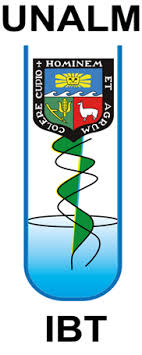 UNALM
COLERE CUPIO + HOMINEM ET AGRUM
IBT